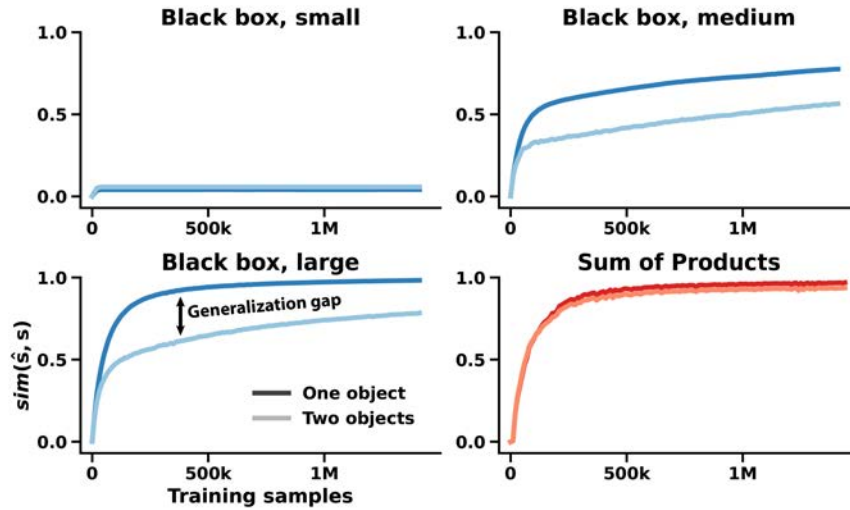 Black box, small
1.0
0.5
0.0
0
500k
1M
Black box, medium
1.0
0.5
0.0
0
500k
1M
Black box, large
1.0
0.5
0.0
Generalization gap
One object
Two objects
sim(ŝ, s)
0
500k
1M
Training samples
Sum of Products
1.0
0.5
0.0
0
500k
1M